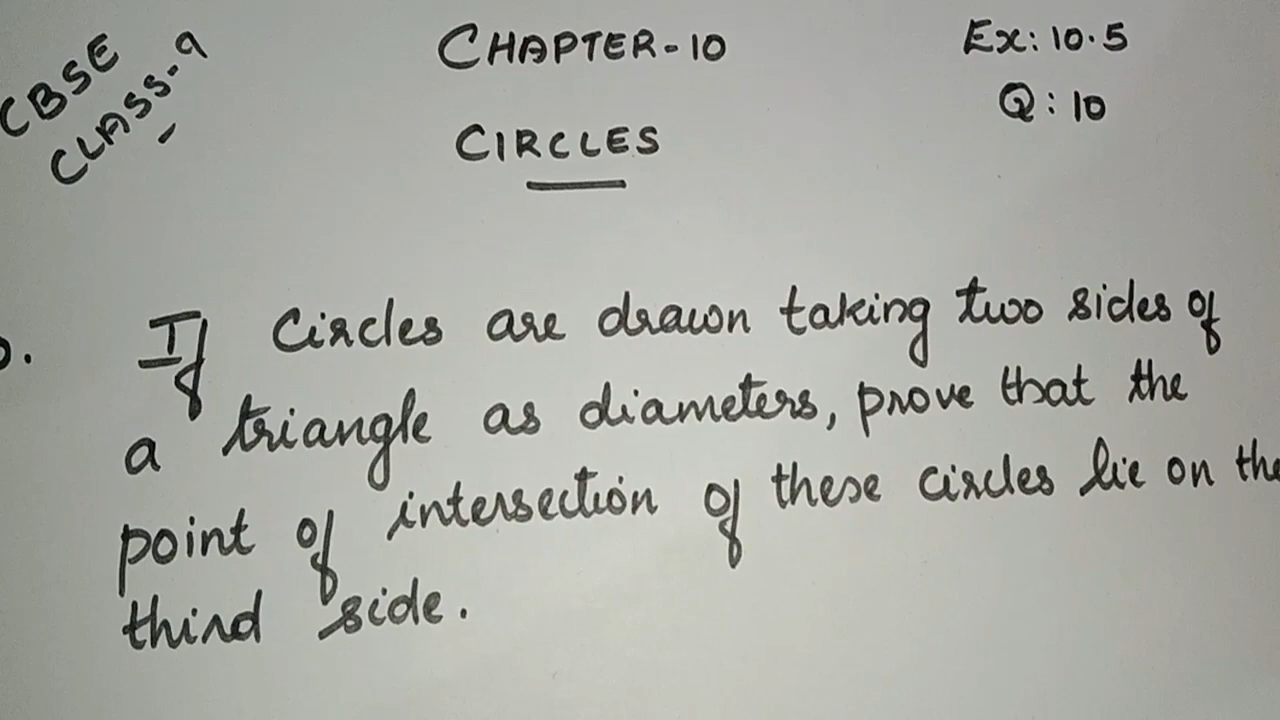 CBSE
CLASS-9
CHAPTER-10
CIRCLES
Ex: 10.5
Q: 10
If Circles are drawn taking two sides of
a triangle as diameters, prove that the
point of intersection of these circles lie on the
third side.